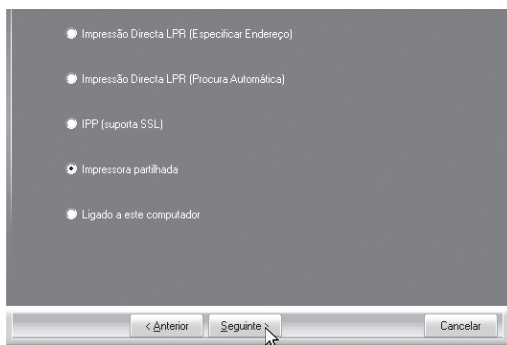 Impressão Directa LPR (Especificar Endereço)
Impressão Directa LPR (Procura Automática)
IPP (suporta SSL)
Impressora partilhada
Ligado a este computador
< Anterior Seguinte > Cancelar